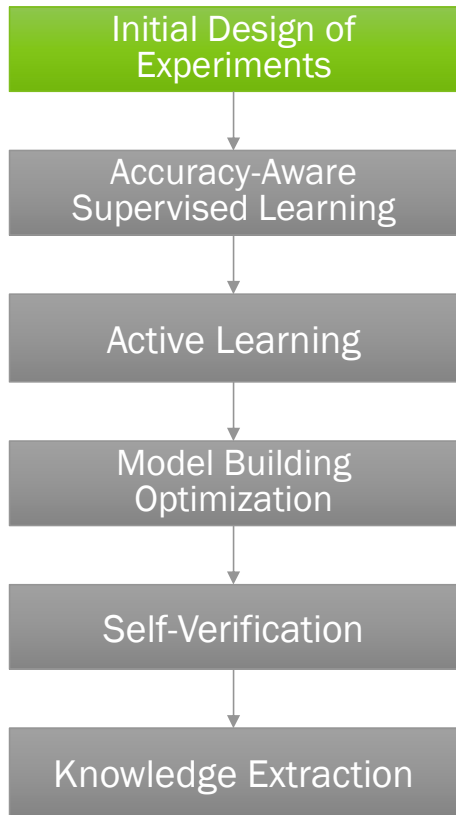 Initial Design of
Experiments
Accuracy-Aware
Supervised Learning
Active Learning
Model Building
Optimization
Self-Verification
Knowledge Extraction